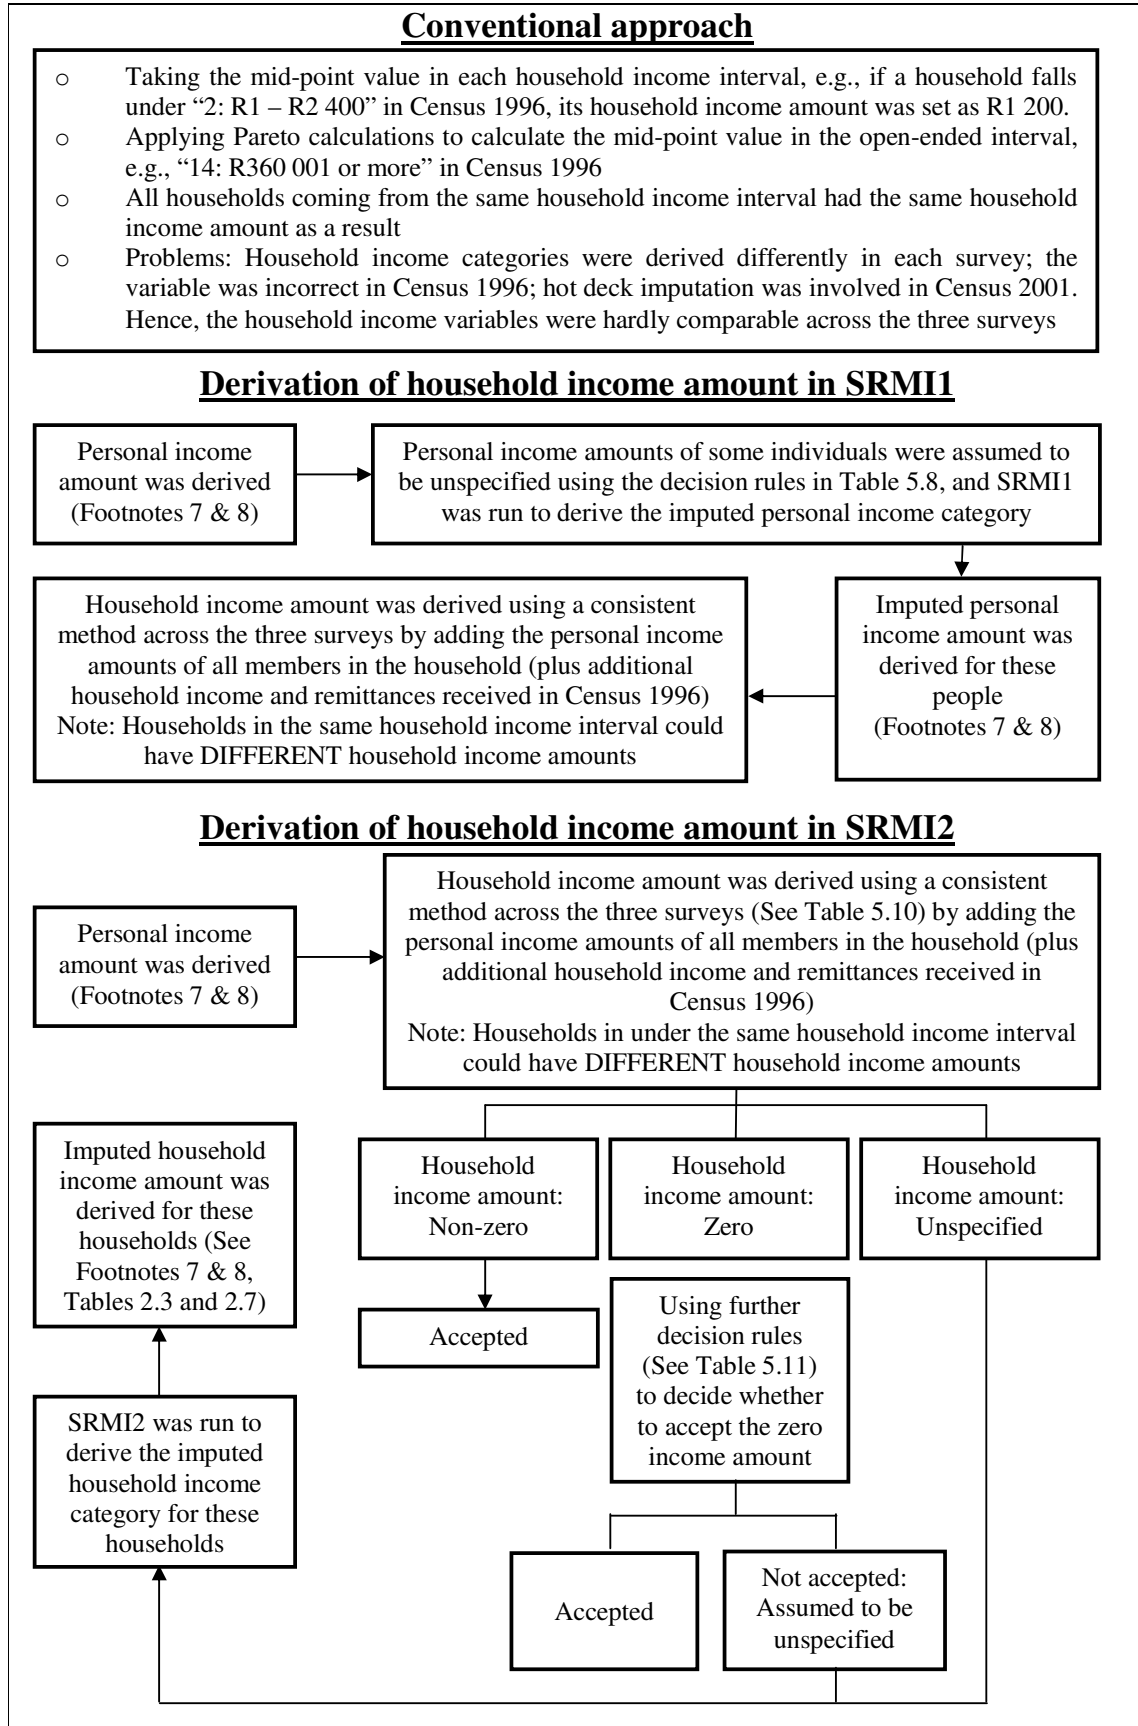 Conventional approach
o Taking the mid-point value in each household income interval, e.g., if a household falls
under “2: R1 – R2 400” in Census 1996, its household income amount was set as R1 200.
o Applying Pareto calculations to calculate the mid-point value in the open-ended interval,
e.g., “14: R360 001 or more” in Census 1996
o All households coming from the same household income interval had the same household
income amount as a result
o Problems: Household income categories were derived differently in each survey; the
variable was incorrect in Census 1996; hot deck imputation was involved in Census 2001.
Hence, the household income variables were hardly comparable across the three surveys
Derivation of household income amount in SRMI1
Personal income
amount was derived
(Footnotes 7 & 8)
Personal income amounts of some individuals were assumed to
be unspecified using the decision rules in Table 5.8, and SRMI1
was run to derive the imputed personal income category
Imputed personal
income amount was
derived for these
people
(Footnotes 7 & 8)
Household income amount was derived using a consistent
method across the three surveys by adding the personal income
amounts of all members in the household (plus additional
household income and remittances received in Census 1996)
Note: Households in the same household income interval could
have DIFFERENT household income amounts
Derivation of household income amount in SRMI2
Personal income
amount was derived
(Footnotes 7 & 8)
Household income amount was derived using a consistent
method across the three surveys (See Table 5.10) by adding the
personal income amounts of all members in the household (plus
additional household income and remittances received in
Census 1996)
Note: Households in under the same household income interval
could have DIFFERENT household income amounts
Household
income amount:
Non-zero
Household
income amount:
Zero
Household
income amount:
Unspecified
Accepted
Using further
decision rules
(See Table 5.11)
to decide whether
to accept the zero
income amount
Accepted
Not accepted:
Assumed to be
unspecified
SRMI2 was run to
derive the imputed
household income
category for these
households
Imputed household
income amount was
derived for these
households (See
Footnotes 7 & 8,
Tables 2.3 and 2.7)